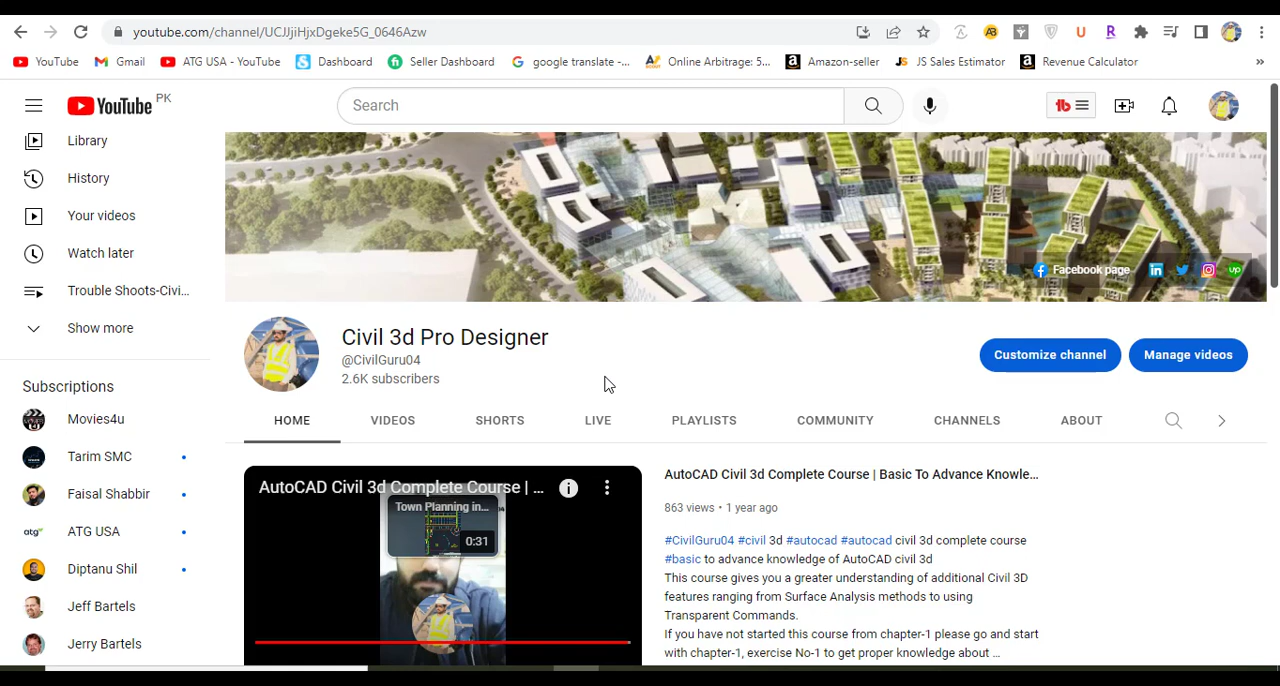 youtube.com/channel/UCJJjiHjxDgeke5G_0646Azw
YouTube Gmail ATG USA - YouTube Dashboard Seller Dashboard google translate -... Online Arbitrage: 5... Amazon-seller JS Sales Estimator Revenue Calculator »
YouTube PK
Search
Library
History
Your videos
Watch later
Trouble Shoots-Civi...
Show more
Subscriptions
Movies4u
Tarim SMC
Faisal Shabbir
ATG USA
Diptanu Shil
Jeff Bartels
Jerry Bartels
Facebook page
Civil 3d Pro Designer
@CivilGuru04
2.6K subscribers
Customize channel Manage videos
HOME VIDEOS SHORTS LIVE PLAYLISTS COMMUNITY CHANNELS ABOUT
AutoCAD Civil 3d Complete Course | ...
Town Planning in...
0:31
AutoCAD Civil 3d Complete Course | Basic To Advance Knowle...
863 views • 1 year ago
#CivilGuru04 #civil 3d #autocad #autocad civil 3d complete course
#basic to advance knowledge of AutoCAD civil 3d
This course gives you a greater understanding of additional Civil 3D
features ranging from Surface Analysis methods to using
Transparent Commands.
If you have not started this course from chapter-1 please go and start
with chapter-1, exercise No-1 to get proper knowledge about ...